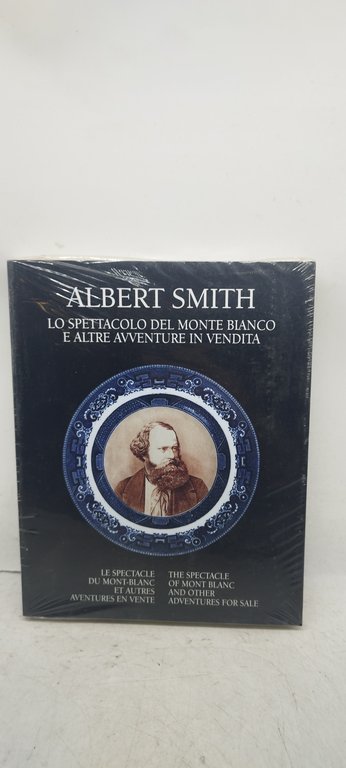 ALBERT SMITH
LO SPETTACOLO DEL MONTE BIANCO
E ALTRE AVVENTURE IN VENDITA
LE SPECTACLE
DU MONT-BLANC
ET AUTRES
AVENTURES EN VENTE
THE SPECTACLE
OF MONT BLANC
AND OTHER
ADVENTURES FOR SALE